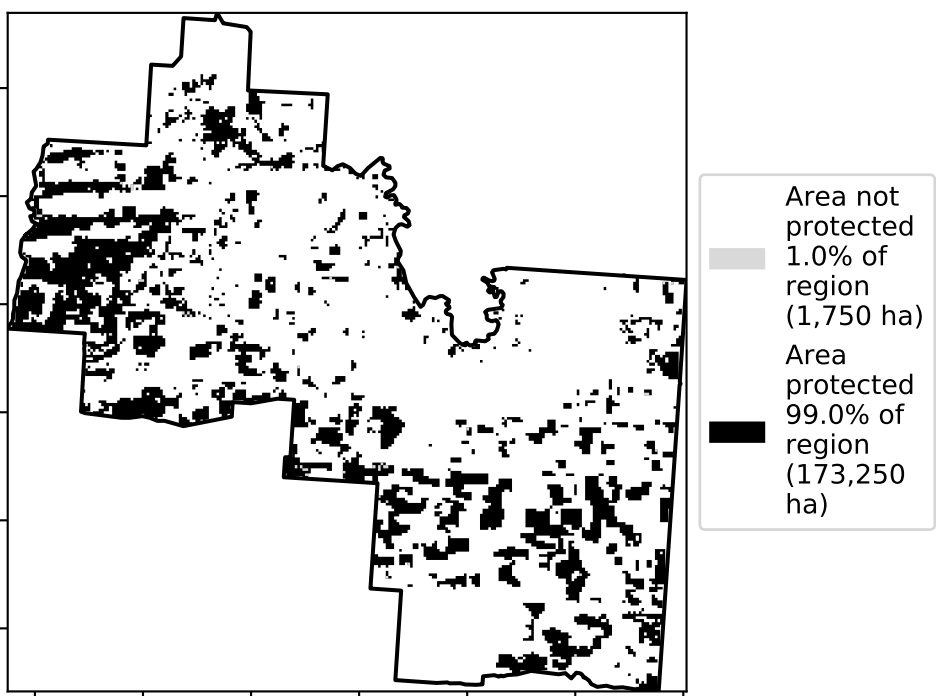 Area not
protected
1.0% of
region
(1,750 ha)
Area
protected
99.0% of
region
(173,250
ha)